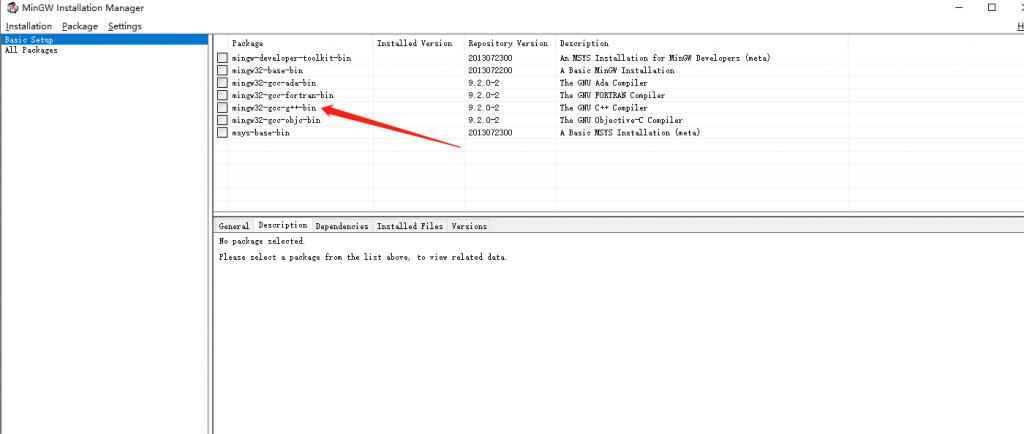 MinGW Installation Manager
Installation Package Settings H
Basic Setup
All Packages
Package Installed Version Repository Version Description
mingw-developer-toolkit-bin 2013072300 An MSYS Installation for MinGW Developers (meta)
mingw32-base-bin 2013072200 A Basic MinGW Installation
mingw32-gcc-ada-bin 9.2.0-2 The GNU Ada Compiler
mingw32-gcc-fortran-bin 9.2.0-2 The GNU FORTRAN Compiler
mingw32-gcc-g++-bin 9.2.0-2 The GNU C++ Compiler
mingw32-gcc-objc-bin 9.2.0-2 The GNU Objective-C Compiler
msys-base-bin 2013072300 A Basic MSYS Installation (meta)
General Description Dependencies Installed Files Versions
No package selected.
Please select a package from the list above, to view related data.